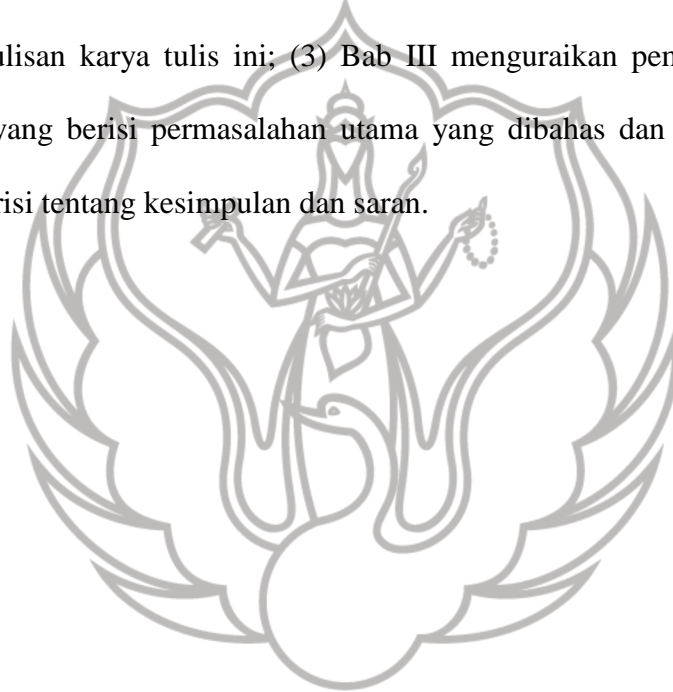 ulisan karya tulis ini; (3) Bab III menguraikan pem
yang berisi permasalahan utama yang dibahas dan
risi tentang kesimpulan dan saran.